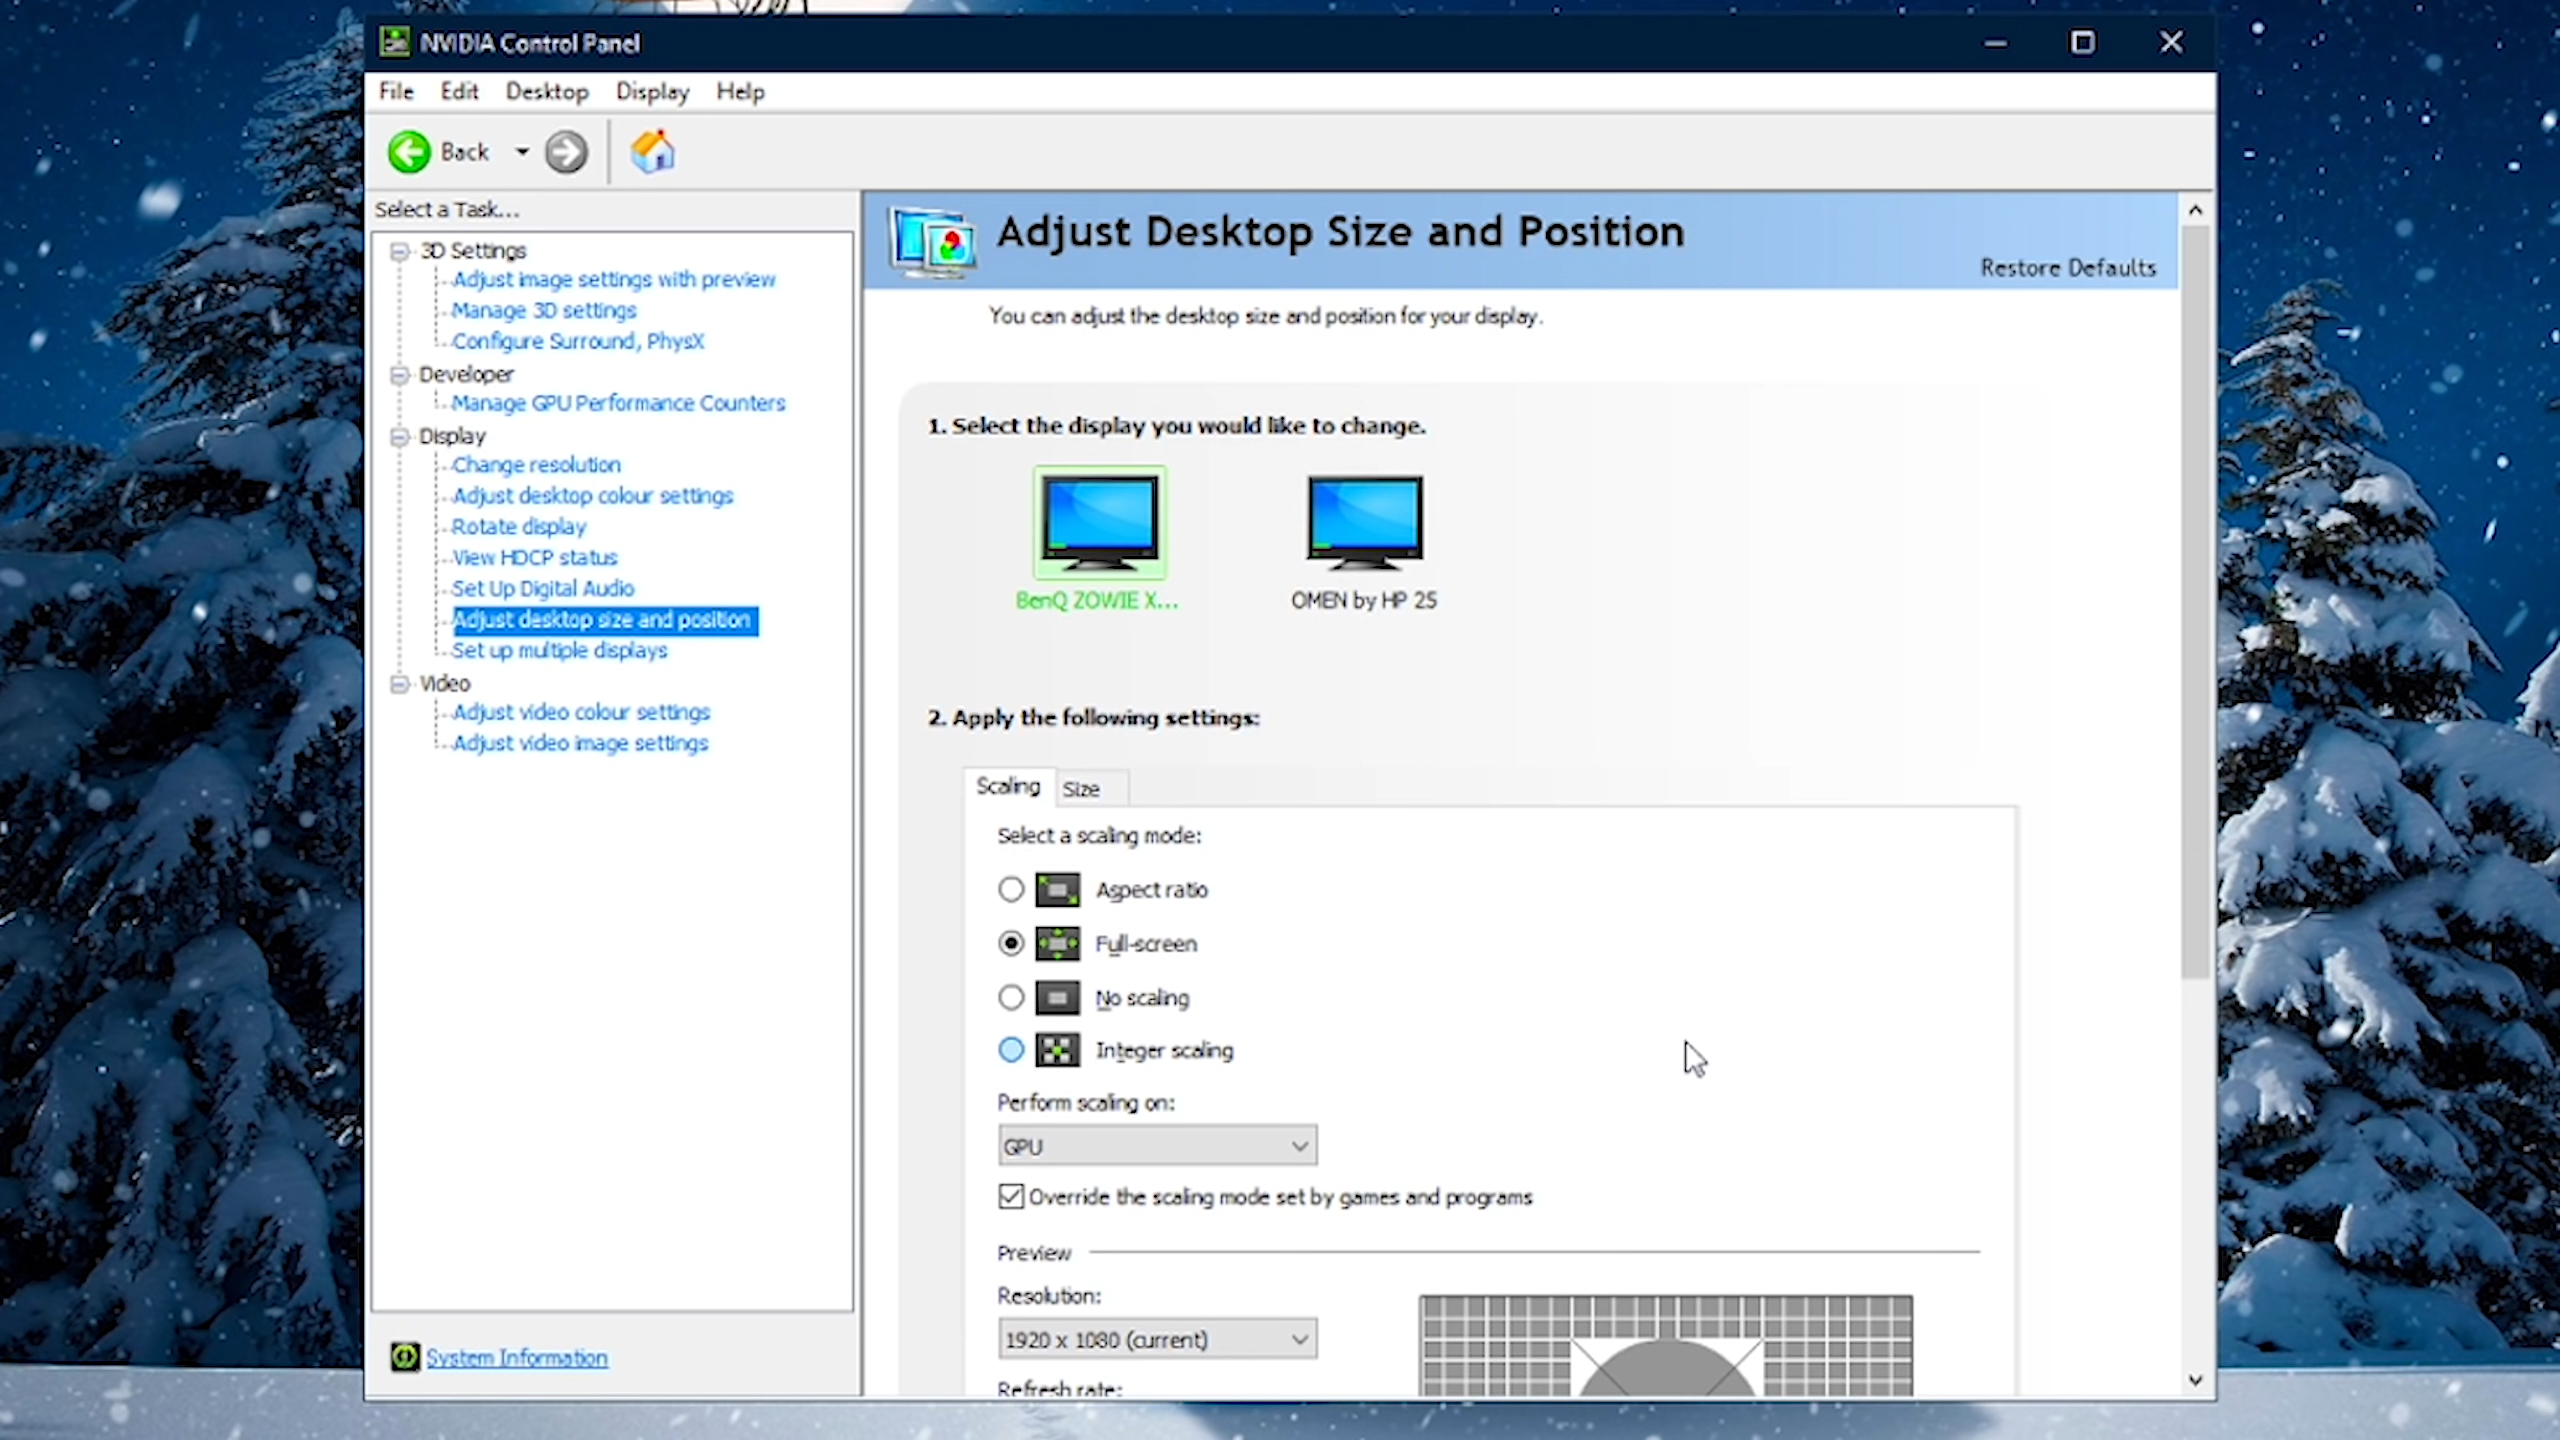 NVIDIA Control Panel
File Edit Desktop Display Help
Back
Select a Task...
3D Settings
Adjust image settings with preview
Manage 3D settings
Configure Surround, PhysX
Developer
Manage GPU Performance Counters
Display
Change resolution
Adjust desktop colour settings
Rotate display
View HDCP status
Set Up Digital Audio
Adjust desktop size and position
Set up multiple displays
Video
Adjust video colour settings
Adjust video image settings
System Information
Adjust Desktop Size and Position
Restore Defaults
You can adjust the desktop size and position for your display.
1. Select the display you would like to change.
BenQ ZOWIE X...
OMEN by HP 25
2. Apply the following settings:
Scaling Size
Select a scaling mode:
Aspect ratio
Full-screen
No scaling
Integer scaling
Perform scaling on:
GPU
Override the scaling mode set by games and programs
Preview
Resolution:
1920 x 1080 (current)
Refresh rate: